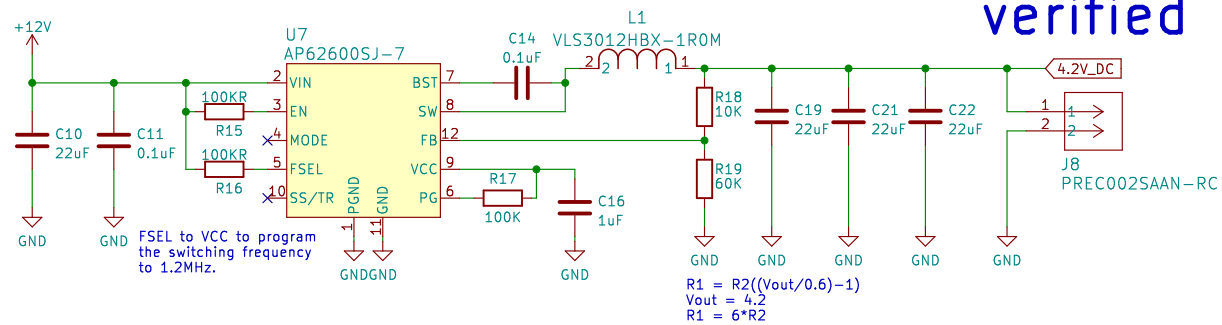 verified
+12V
U7
AP62600SJ-7
C14
0.1uF
L1
VLS3012HBX-1R0M
2
2
1
1
4.2V_DC
2
VIN
BST
7
100KR
R15
3
EN
SW
8
R18
10K
C19
22uF
C21
22uF
C22
22uF
1
1
2
2
J8
PREC002SAAN-RC
C10
22uF
C11
0.1uF
4
MODE
FB
12
100KR
R16
5
FSEL
VCC
9
R19
60K
10
SS/TR
PG
6
R17
100K
C16
1uF
PGND
GND
1
11
GND
GND
GND
GND
GND
GND
GND
GND
GND
GND
FSEL to VCC to program
the switching frequency
to 1.2MHz.
R1 = R2((Vout/0.6)-1)
Vout = 4.2
R1 = 6*R2